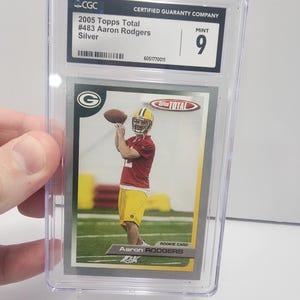 CGC
CERTIFIED GUARANTY COMPANY
2005 Topps Total
#483 Aaron Rodgers
Silver
MINT
9
G
Topps TOTAL
ROOKIE CARD
Aaron RODGERS